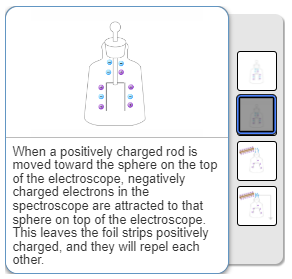 When a positively charged rod is
moved toward the sphere on the top
of the electroscope, negatively
charged electrons in the
spectroscope are attracted to that
sphere on top of the electroscope.
This leaves the foil strips positively
charged, and they will repel each
other.